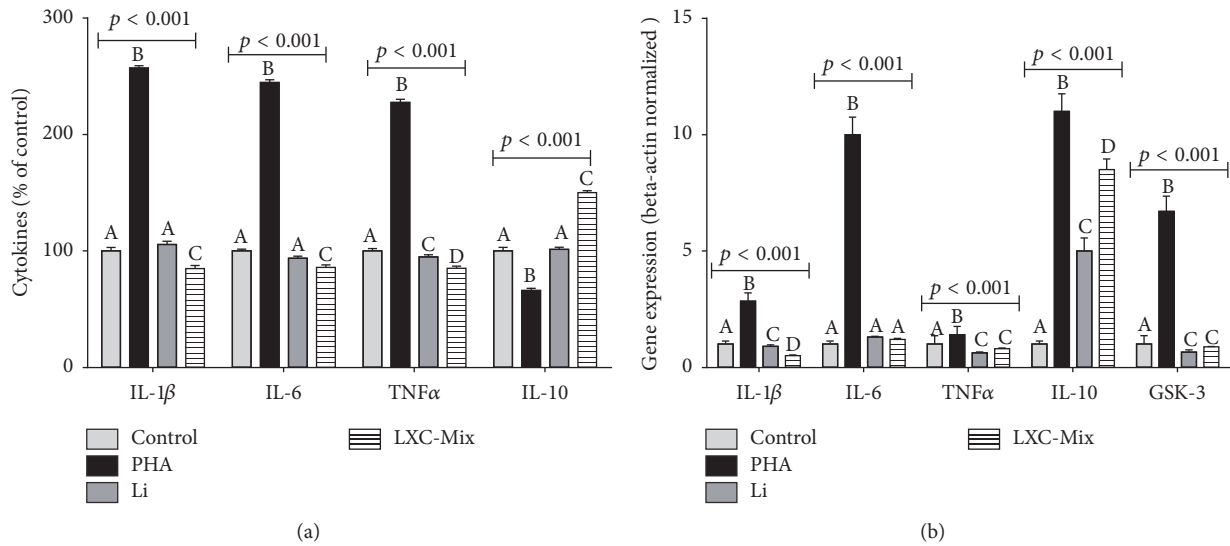 (a)
300
200
100
0
Cytokines (% of control)
p < 0.001
p < 0.001
p < 0.001
p < 0.001
A B A C
A B A C
A B C D
A B A C
IL-1β IL-6 TNFα IL-10
Control LXC-Mix
PHA
Li
(a)
(b)
15
10
5
0
Gene expression (beta-actin normalized )
p < 0.001
p < 0.001
p < 0.001
p < 0.001
p < 0.001
A B C D
A B A A
A B C C
A B C D
A B C C
IL-1β IL-6 TNFα IL-10 GSK-3
Control LXC-Mix
PHA
Li
(b)